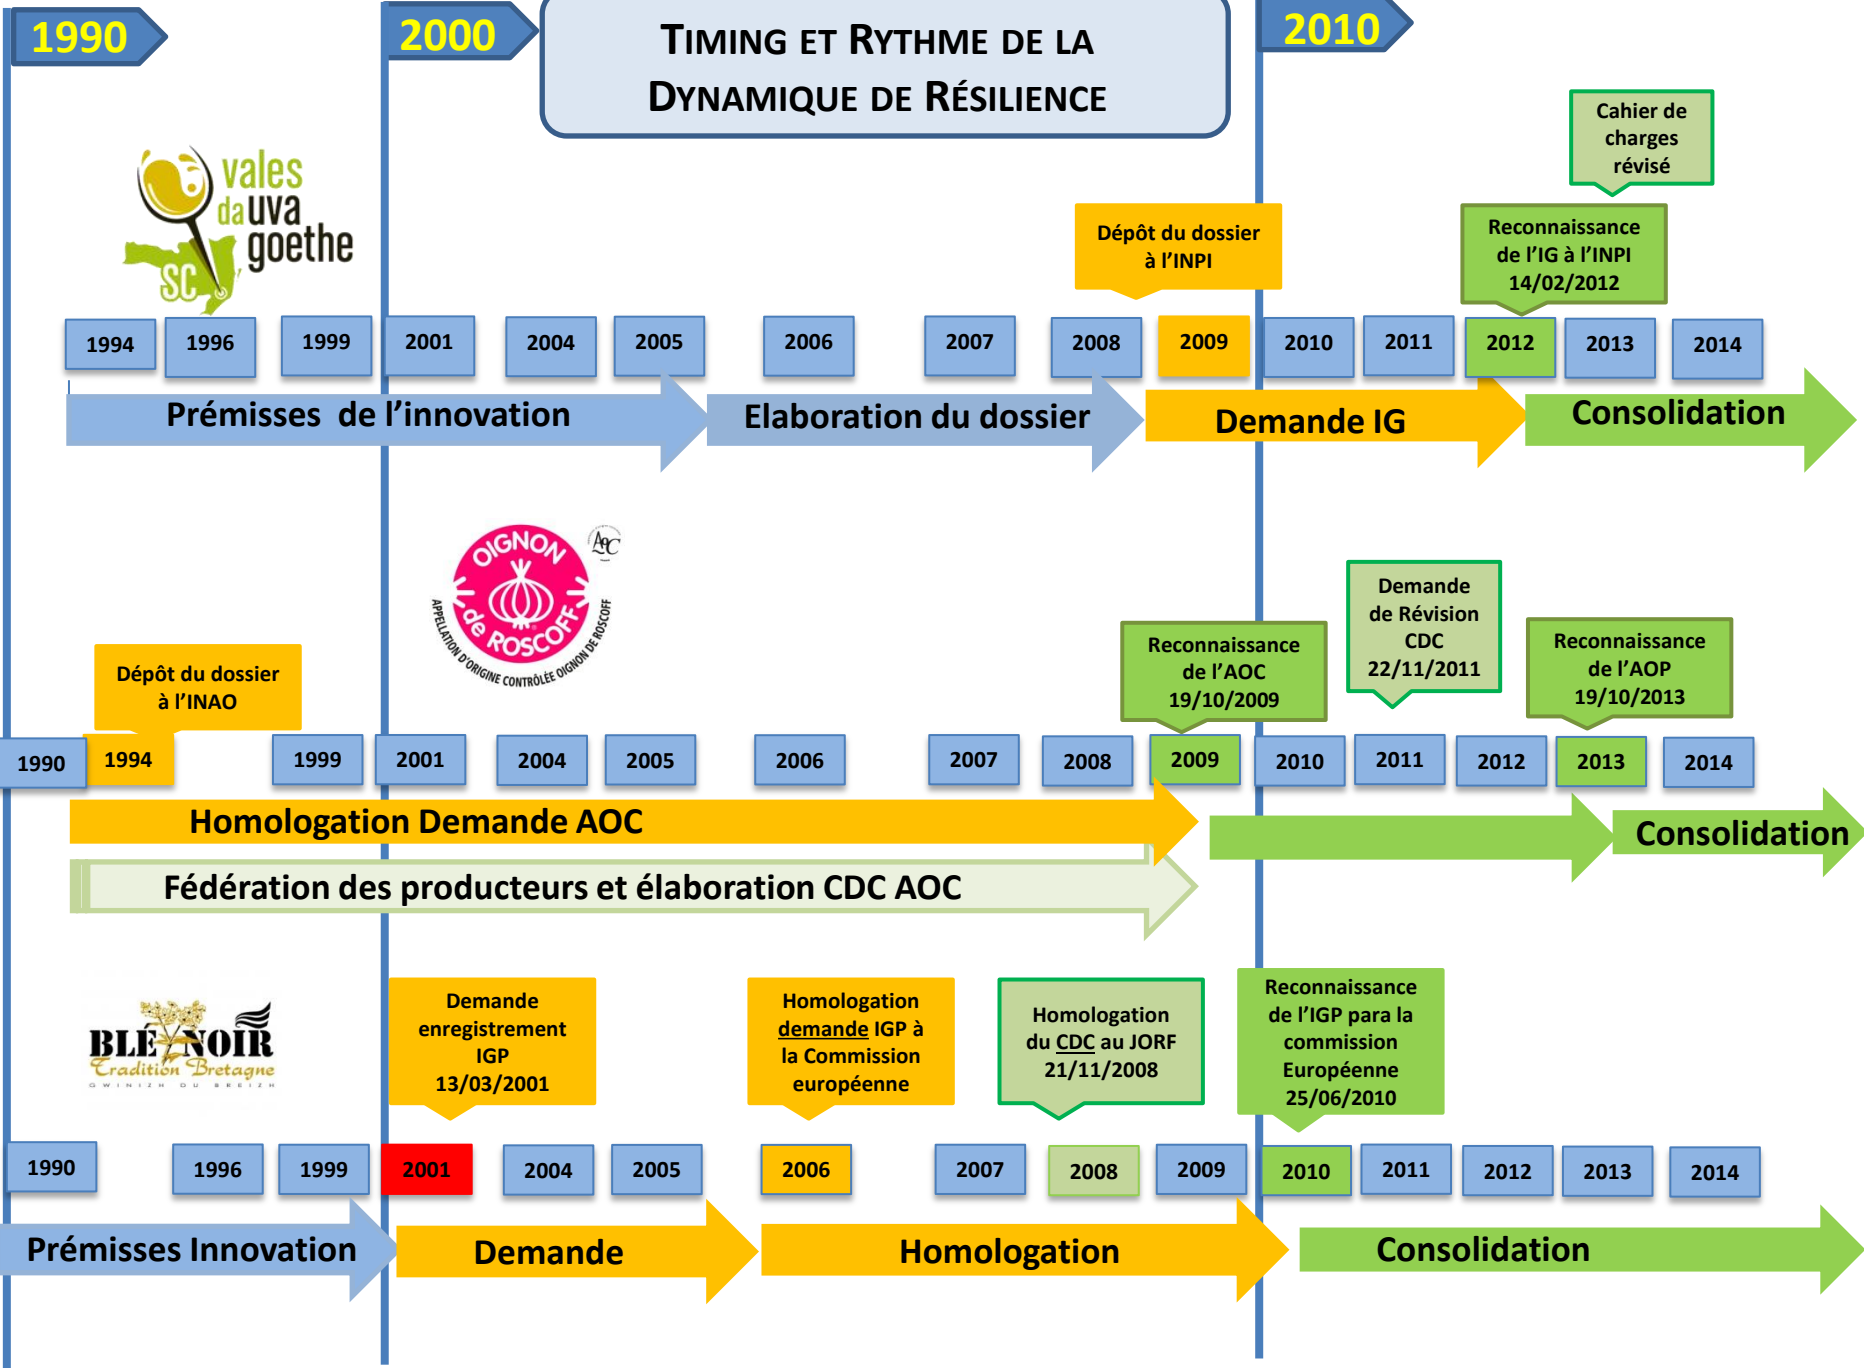 1990
2000
TIMING ET RYTHME DE LA
DYNAMIQUE DE RÉSILIENCE
2010
Cahier de
charges
révisé
vales
da uva
goethe
SC
Dépôt du dossier
à l'INPI
Reconnaissance
de l'IG à l'INPI
14/02/2012
1994 1996 1999 2001 2004 2005 2006 2007 2008 2009 2010 2011 2012 2013 2014
Prémisses de l'innovation
Elaboration du dossier
Demande IG
Consolidation
OIGNON
de ROSCOFF
AOC
APPELLATION D'ORIGINE CONTRÔLÉE OIGNON DE ROSCOFF
Dépôt du dossier
à l'INAO
Reconnaissance
de l'AOC
19/10/2009
Demande
de Révision
CDC
22/11/2011
Reconnaissance
de l'AOP
19/10/2013
1990 1994 1999 2001 2004 2005 2006 2007 2008 2009 2010 2011 2012 2013 2014
Homologation Demande AOC
Consolidation
Fédération des producteurs et élaboration CDC AOC
BLÉ NOIR
Tradition Bretagne
GWINIZH DU BREIZH
Demande
enregistrement
IGP
13/03/2001
Homologation
demande IGP à
la Commission
européenne
Homologation
du CDC au JORF
21/11/2008
Reconnaissance
de l'IGP para la
commission
Européenne
25/06/2010
1990 1996 1999 2001 2004 2005 2006 2007 2008 2009 2010 2011 2012 2013 2014
Prémisses Innovation
Demande
Homologation
Consolidation